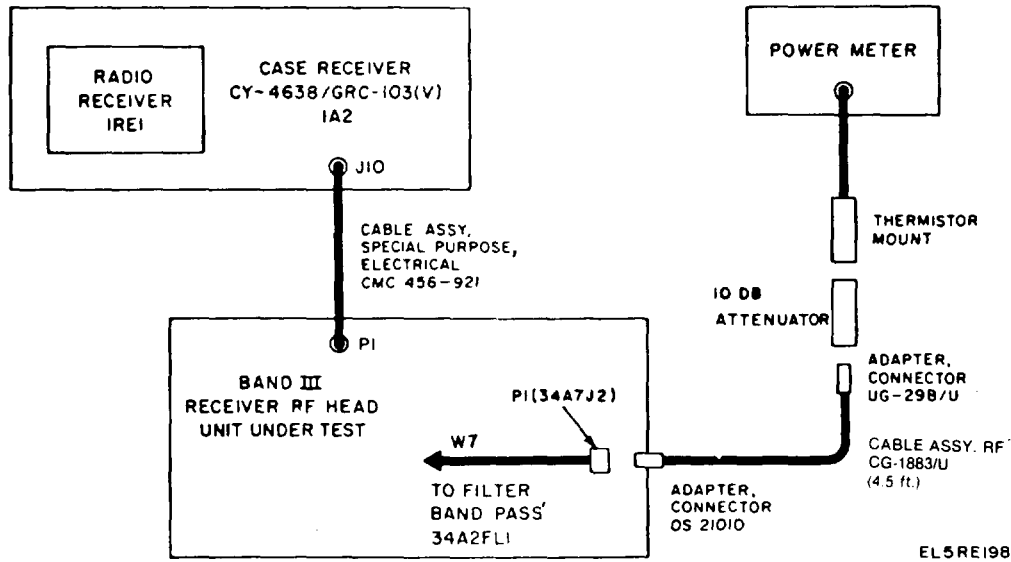 RADIO
RECEIVER
1RE1
CASE RECEIVER
CY-4638/GRC-103(V)
1A2
J10
POWER METER
CABLE ASSY,
SPECIAL PURPOSE,
ELECTRICAL
CMC 456-921
THERMISTOR
MOUNT
10 DB
ATTENUATOR
P1
BAND III
RECEIVER RF HEAD
UNIT UNDER TEST
P1(34A7J2)
ADAPTER,
CONNECTOR
UG-29B/U
W7
CABLE ASSY. RF
CG-1883/U
(4.5 ft.)
TO FILTER
BAND PASS
34A2FL1
ADAPTER,
CONNECTOR
OS 21010
EL5RE198